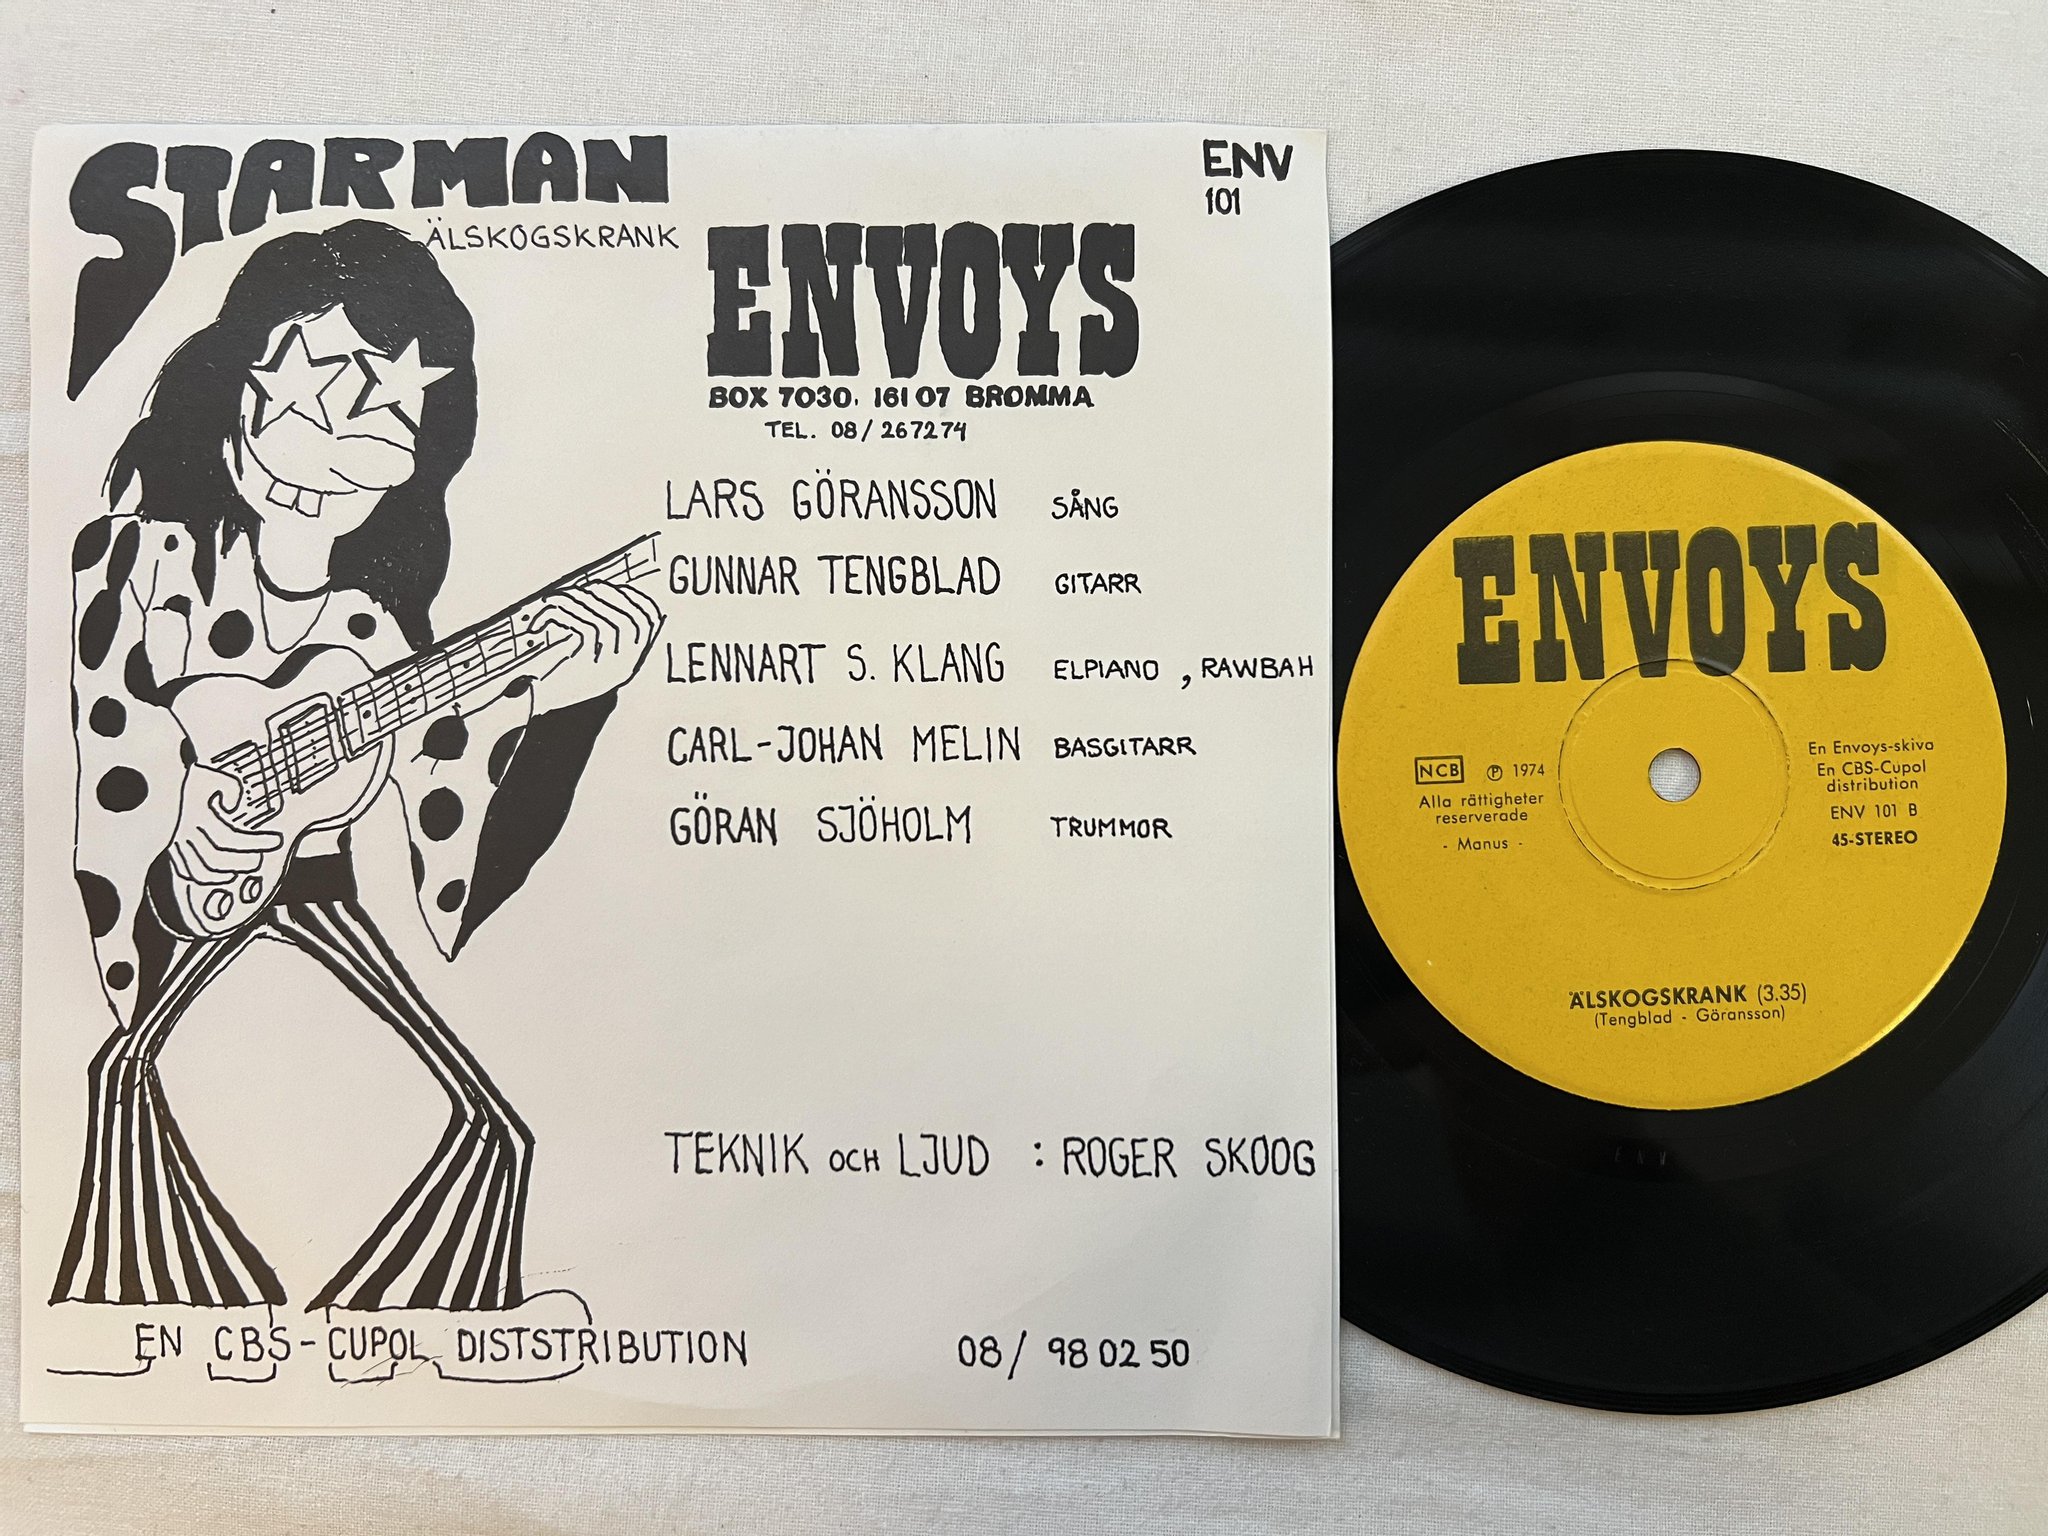 STARMAN
ÄLSKOGSKRANK
ENV
101
ENVOYS
BOX 7030. 161 07 BROMMA
TEL. 08/267274
LARS GÖRANSSON SÅNG
GUNNAR TENGBLAD GITARR
LENNART S. KLANG ELPIANO, RAWBAH
CARL-JOHAN MELIN BASGITARR
GÖRAN SJÖHOLM TRUMMOR
TEKNIK OCH LJUD : ROGER SKOOG
EN CBS-CUPOL DISTSTRIBUTION 08/ 98 02 50
ENVOYS
NCB ℗ 1974
Alla rättigheter
reserverade
- Manus -
En Envoys-skiva
En CBS-Cupol
distribution
ENV 101 B
45-STEREO
ÄLSKOGSKRANK (3.35)
(Tengblad - Göransson)